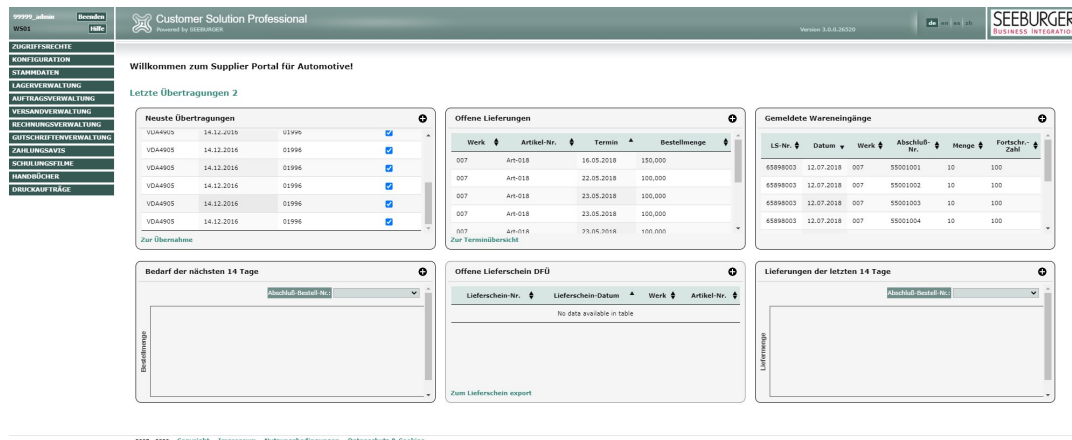 99999_admin Beenden
WS01 Hilfe
Customer Solution Professional
Powered by SEEBURGER
Version 3.0.0.26520
de en es zh
SEEBURGER
BUSINESS INTEGRATION
ZUGRIFFSRECHTE
KONFIGURATION
STAMMDATEN
LAGERVERWALTUNG
AUFTRAGSVERWALTUNG
VERSANDVERWALTUNG
RECHNUNGSVERWALTUNG
GUTSCHRIFTENVERWALTUNG
ZAHLUNGSAVIS
SCHULUNGSFILME
HANDBÜCHER
DRUCKAUFTRÄGE
Willkommen zum Supplier Portal für Automotive!
Letzte Übertragungen 2
Neuste Übertragungen
VDA4905 14.12.2016 01996
VDA4905 14.12.2016 01996
VDA4905 14.12.2016 01996
VDA4905 14.12.2016 01996
VDA4905 14.12.2016 01996
VDA4905 14.12.2016 01996
Zur Übernahme
Offene Lieferungen
Werk Artikel-Nr. Termin Bestellmenge
007 Art-018 16.05.2018 150,000
007 Art-018 22.05.2018 100,000
007 Art-018 23.05.2018 100,000
007 Art-018 23.05.2018 100,000
007 Art-018 23.05.2018 100,000
Zur Terminübersicht
Gemeldete Wareneingänge
LS-Nr. Datum Werk Abschluß-Nr. Menge Fortschr.-Zahl
65898003 12.07.2018 007 55001001 10 100
65898003 12.07.2018 007 55001002 10 100
65898003 12.07.2018 007 55001003 10 100
65898003 12.07.2018 007 55001004 10 100
Bedarf der nächsten 14 Tage
Abschluß-Bestell-Nr.:
Bestellmenge
Offene Lieferschein DFÜ
Lieferschein-Nr. Lieferschein-Datum Werk Artikel-Nr.
No data available in table
Zum Lieferschein export
Lieferungen der letzten 14 Tage
Abschluß-Bestell-Nr.:
Liefermenge
Copyright Impressum Nutzungsbedingungen Datenschutz & Cookies